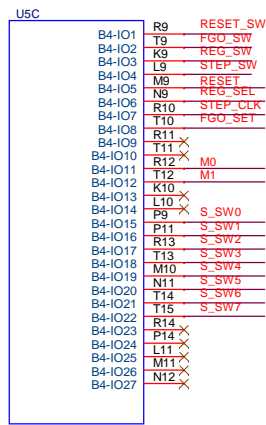 U5C
B4-IO1 R9 RESET_SW
B4-IO2 T9 FGO_SW
B4-IO3 K9 REG_SW
B4-IO4 L9 STEP_SW
B4-IO5 M9 RESET
B4-IO6 N9 REG_SEL
B4-IO7 R10 STEP_CLK
B4-IO8 T10 FGO_SET
B4-IO9 R11
B4-IO10 T11
B4-IO11 R12 M0
B4-IO12 T12 M1
B4-IO13 K10
B4-IO14 L10
B4-IO15 P9 S_SW0
B4-IO16 P11 S_SW1
B4-IO17 R13 S_SW2
B4-IO18 T13 S_SW3
B4-IO19 M10 S_SW4
B4-IO20 N11 S_SW5
B4-IO21 T14 S_SW6
B4-IO22 T15 S_SW7
B4-IO23 R14
B4-IO24 P14
B4-IO25 L11
B4-IO26 M11
B4-IO27 N12